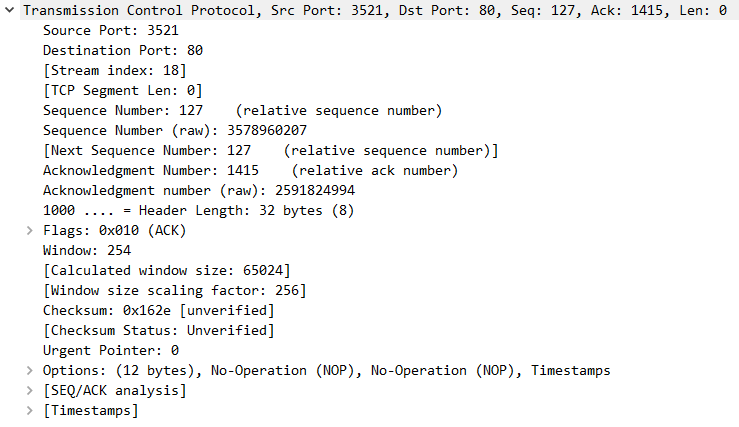 Transmission Control Protocol, Src Port: 3521, Dst Port: 80, Seq: 127, Ack: 1415, Len: 0
Source Port: 3521
Destination Port: 80
[Stream index: 18]
[TCP Segment Len: 0]
Sequence Number: 127    (relative sequence number)
Sequence Number (raw): 3578960207
[Next Sequence Number: 127    (relative sequence number)]
Acknowledgment Number: 1415    (relative ack number)
Acknowledgment number (raw): 2591824994
1000 .... = Header Length: 32 bytes (8)
Flags: 0x010 (ACK)
Window: 254
[Calculated window size: 65024]
[Window size scaling factor: 256]
Checksum: 0x162e [unverified]
[Checksum Status: Unverified]
Urgent Pointer: 0
Options: (12 bytes), No-Operation (NOP), No-Operation (NOP), Timestamps
[SEQ/ACK analysis]
[Timestamps]